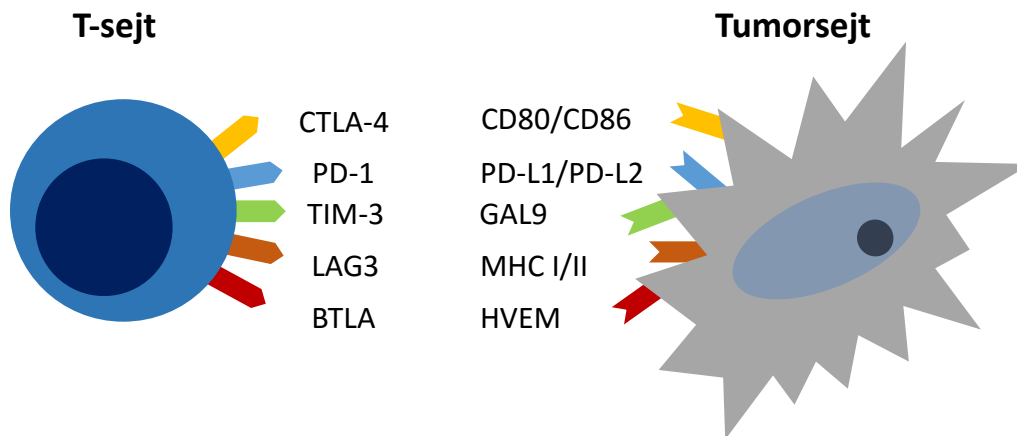 T-sejt
Tumorsejt
CTLA-4
CD80/CD86
PD-1
PD-L1/PD-L2
TIM-3
GAL9
LAG3
MHC I/II
BTLA
HVEM